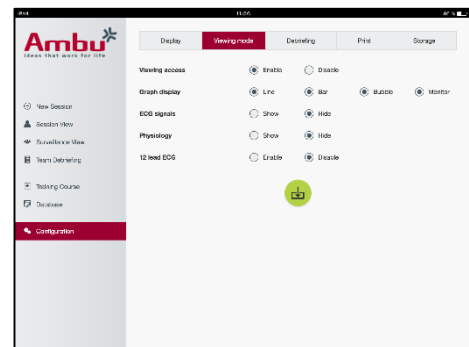 iPad 11:56
Ambu
Ideas that work for life
Display Viewing mode Debriefing Print Storage
Viewing access Enable Disable
Graph display Line Bar Bubble Monitor
ECG signals Show Hide
Physiology Show Hide
12 lead ECG Enable Disable
New Session
Session View
Surveillance View
Team Debriefing
Training Course
Database
Configuration